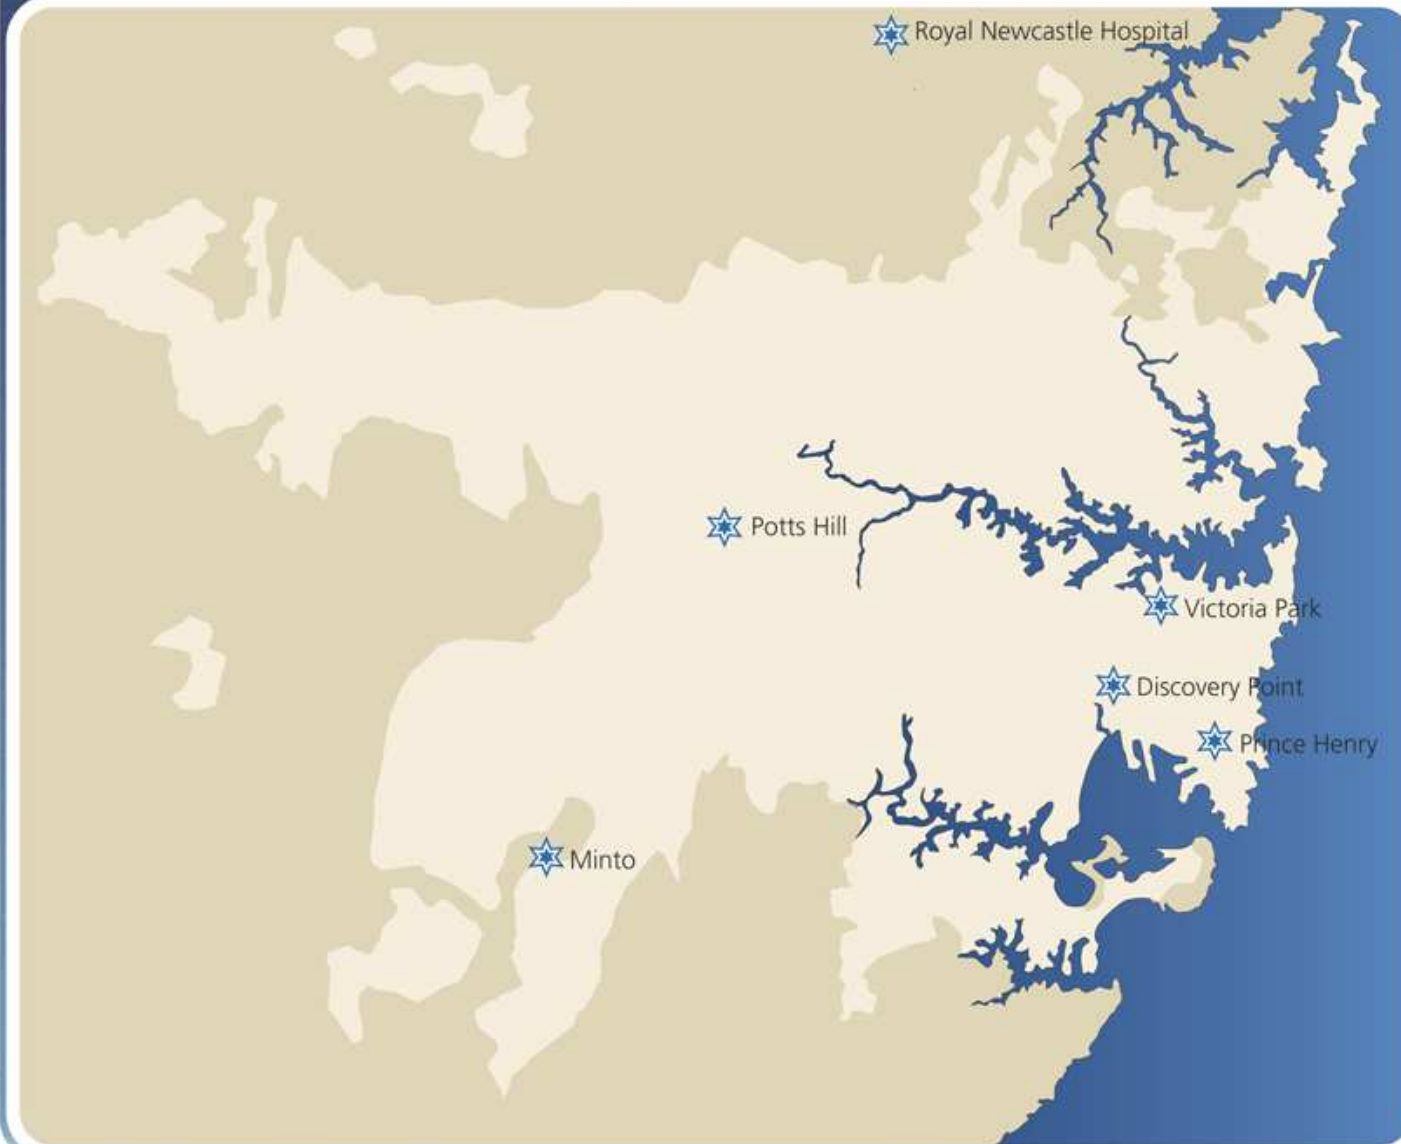 Royal Newcastle Hospital
Potts Hill
Victoria Park
Discovery Point
Prince Henry
Minto